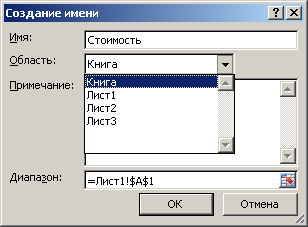 Создание имени
Имя:
Стоимость
Область:
Книга
Примечание:
Книга
Лист1
Лист2
Лист3
Диапазон:
=Лист1!$A$1
ОК
Отмена